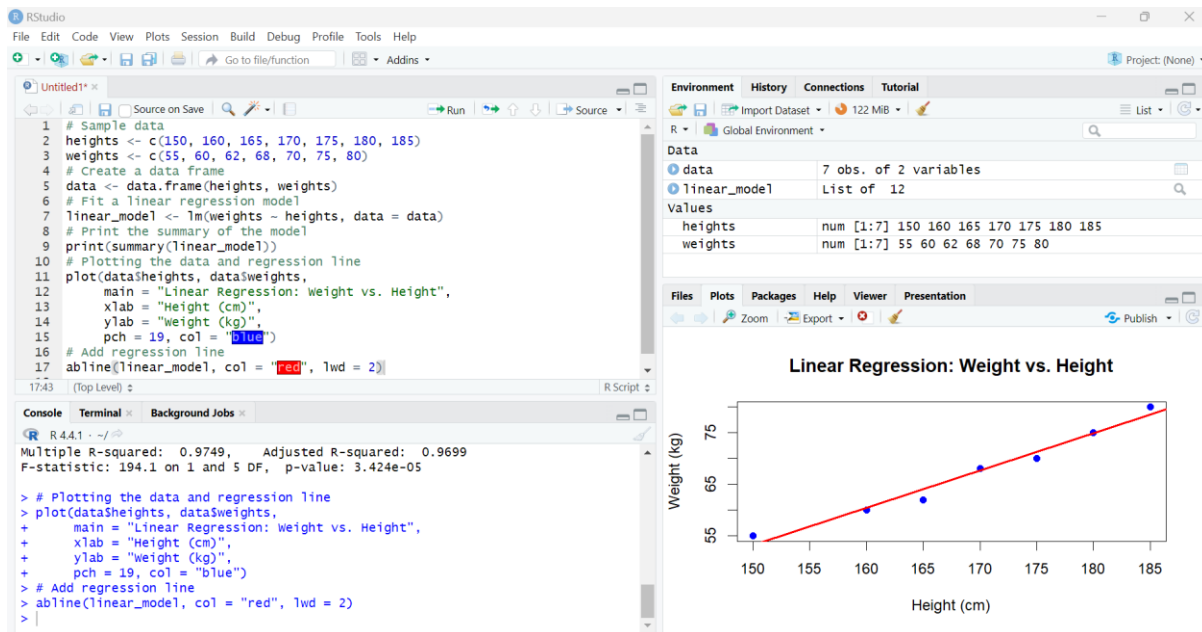 RStudio
File Edit Code View Plots Session Build Debug Profile Tools Help
Go to file/function Addins Project: (None)
Untitled1*
Source on Save Run Source
1 # Sample data
2 heights <- c(150, 160, 165, 170, 175, 180, 185)
3 weights <- c(55, 60, 62, 68, 70, 75, 80)
4 # Create a data frame
5 data <- data.frame(heights, weights)
6 # Fit a linear regression model
7 linear_model <- lm(weights ~ heights, data = data)
8 # Print the summary of the model
9 print(summary(linear_model))
10 # Plotting the data and regression line
11 plot(data$heights, data$weights,
12 main = "Linear Regression: Weight vs. Height",
13 xlab = "Height (cm)",
14 ylab = "Weight (kg)",
15 pch = 19, col = "blue")
16 # Add regression line
17 abline(linear_model, col = "red", lwd = 2)
17:43 (Top Level) R Script
Console Terminal Background Jobs
R 4.4.1 · ~/
Multiple R-squared: 0.9749, Adjusted R-squared: 0.9699
F-statistic: 194.1 on 1 and 5 DF, p-value: 3.424e-05
> # Plotting the data and regression line
> plot(data$heights, data$weights,
+ main = "Linear Regression: Weight vs. Height",
+ xlab = "Height (cm)",
+ ylab = "Weight (kg)",
+ pch = 19, col = "blue")
> # Add regression line
> abline(linear_model, col = "red", lwd = 2)
>
Environment History Connections Tutorial
Import Dataset 122 MiB List
R Global Environment
Data
data 7 obs. of 2 variables
linear_model List of 12
Values
heights num [1:7] 150 160 165 170 175 180 185
weights num [1:7] 55 60 62 68 70 75 80
Files Plots Packages Help Viewer Presentation
Zoom Export Publish
Linear Regression: Weight vs. Height
Weight (kg)
75
65
55
150 155 160 165 170 175 180 185
Height (cm)